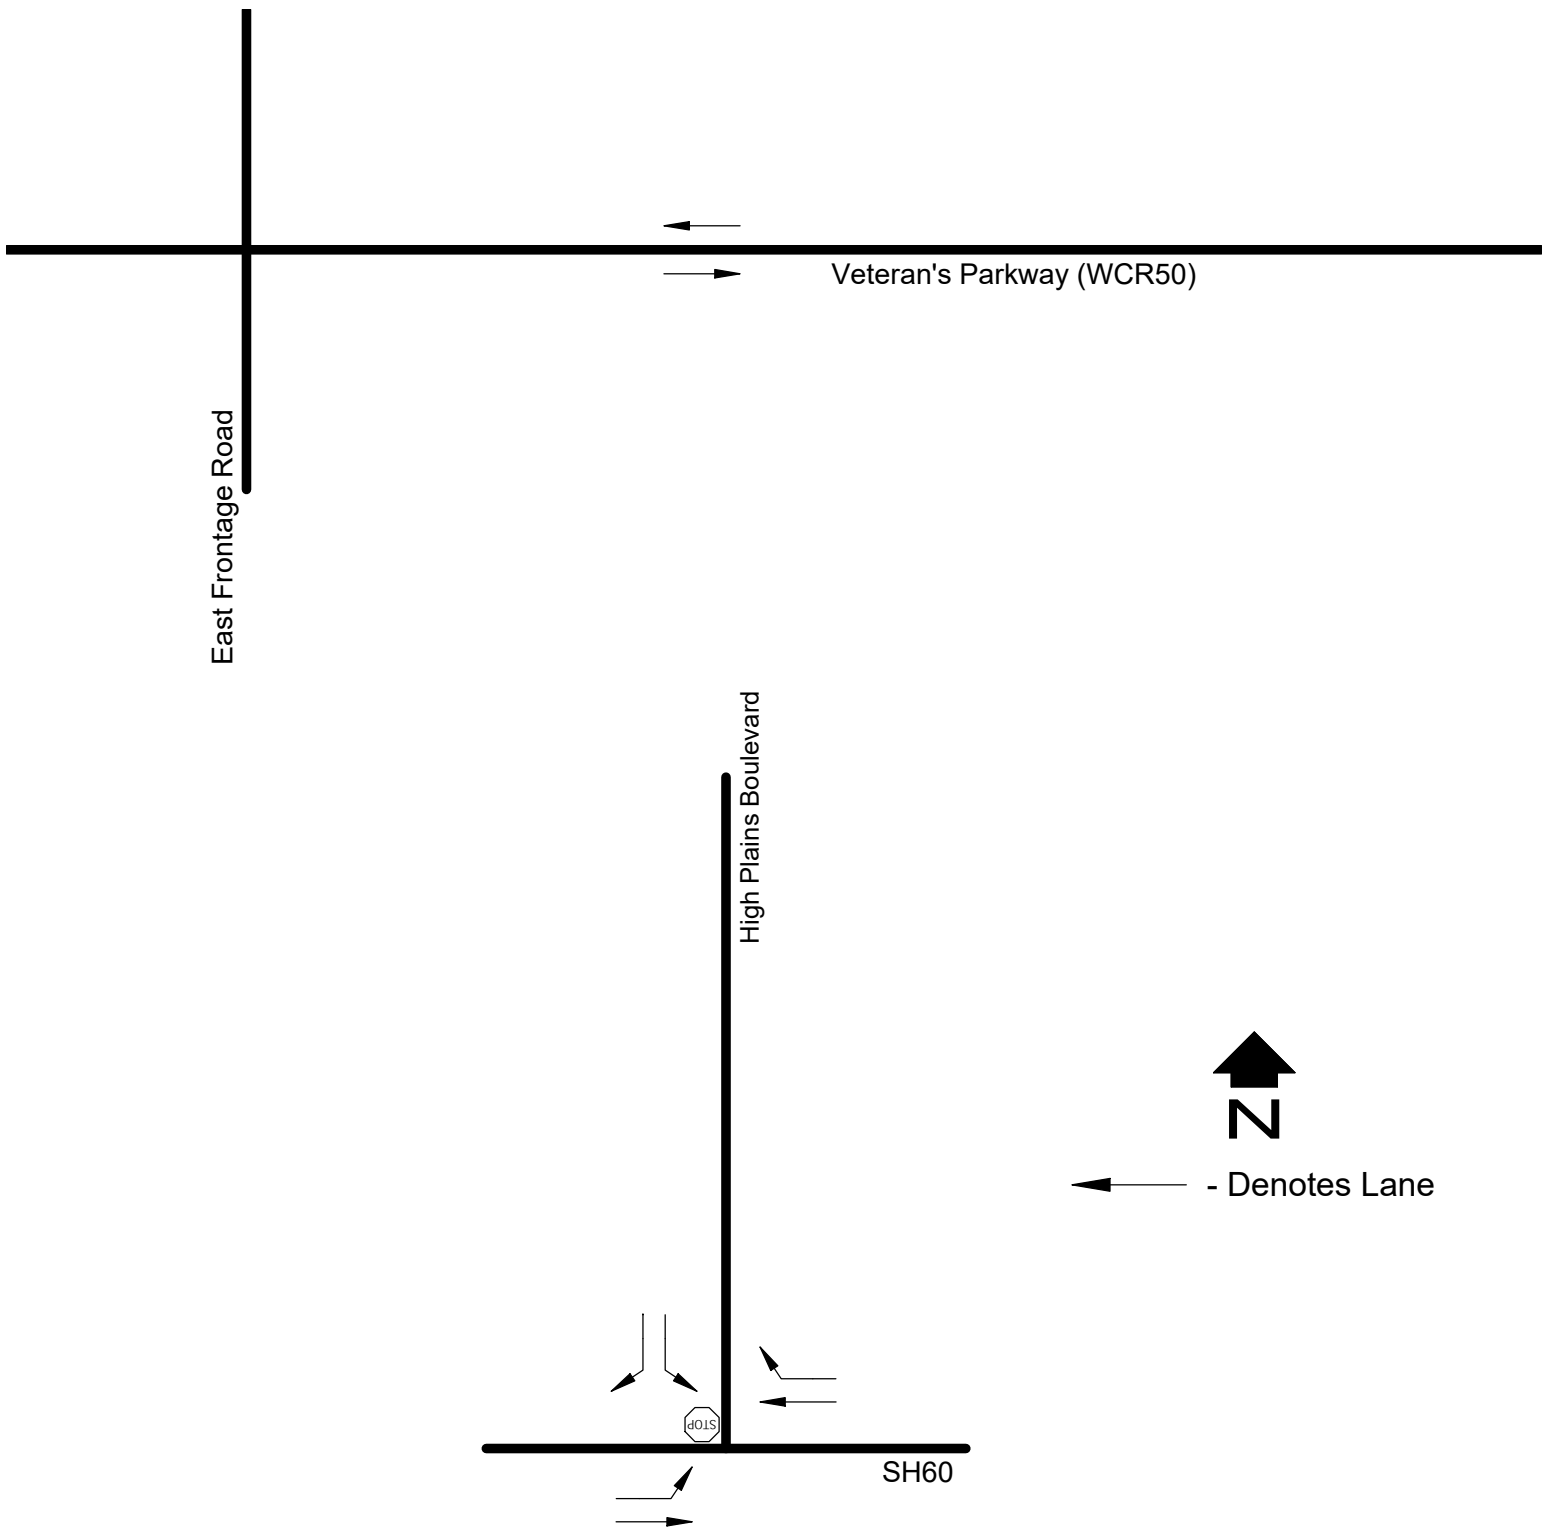 Veteran's Parkway (WCR50)
East Frontage Road
High Plains Boulevard
N
- Denotes Lane
STOP
SH60